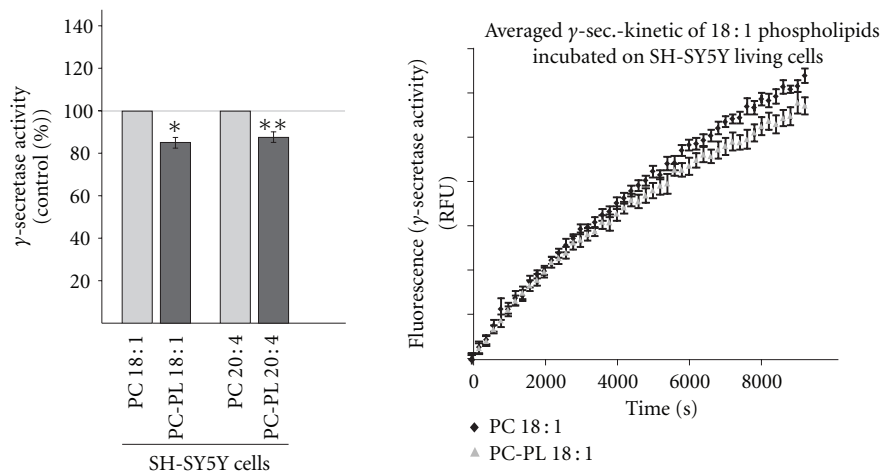 140
120
100
80
60
40
20
γ-secretase activity
(control (%))
*
**
PC 18:1
PC-PL 18:1
PC 20:4
PC-PL 20:4
SH-SY5Y cells
Averaged γ-sec.-kinetic of 18:1 phospholipids
incubated on SH-SY5Y living cells
Fluorescence (γ-secretase activity)
(RFU)
0
2000
4000
6000
8000
Time (s)
PC 18:1
PC-PL 18:1